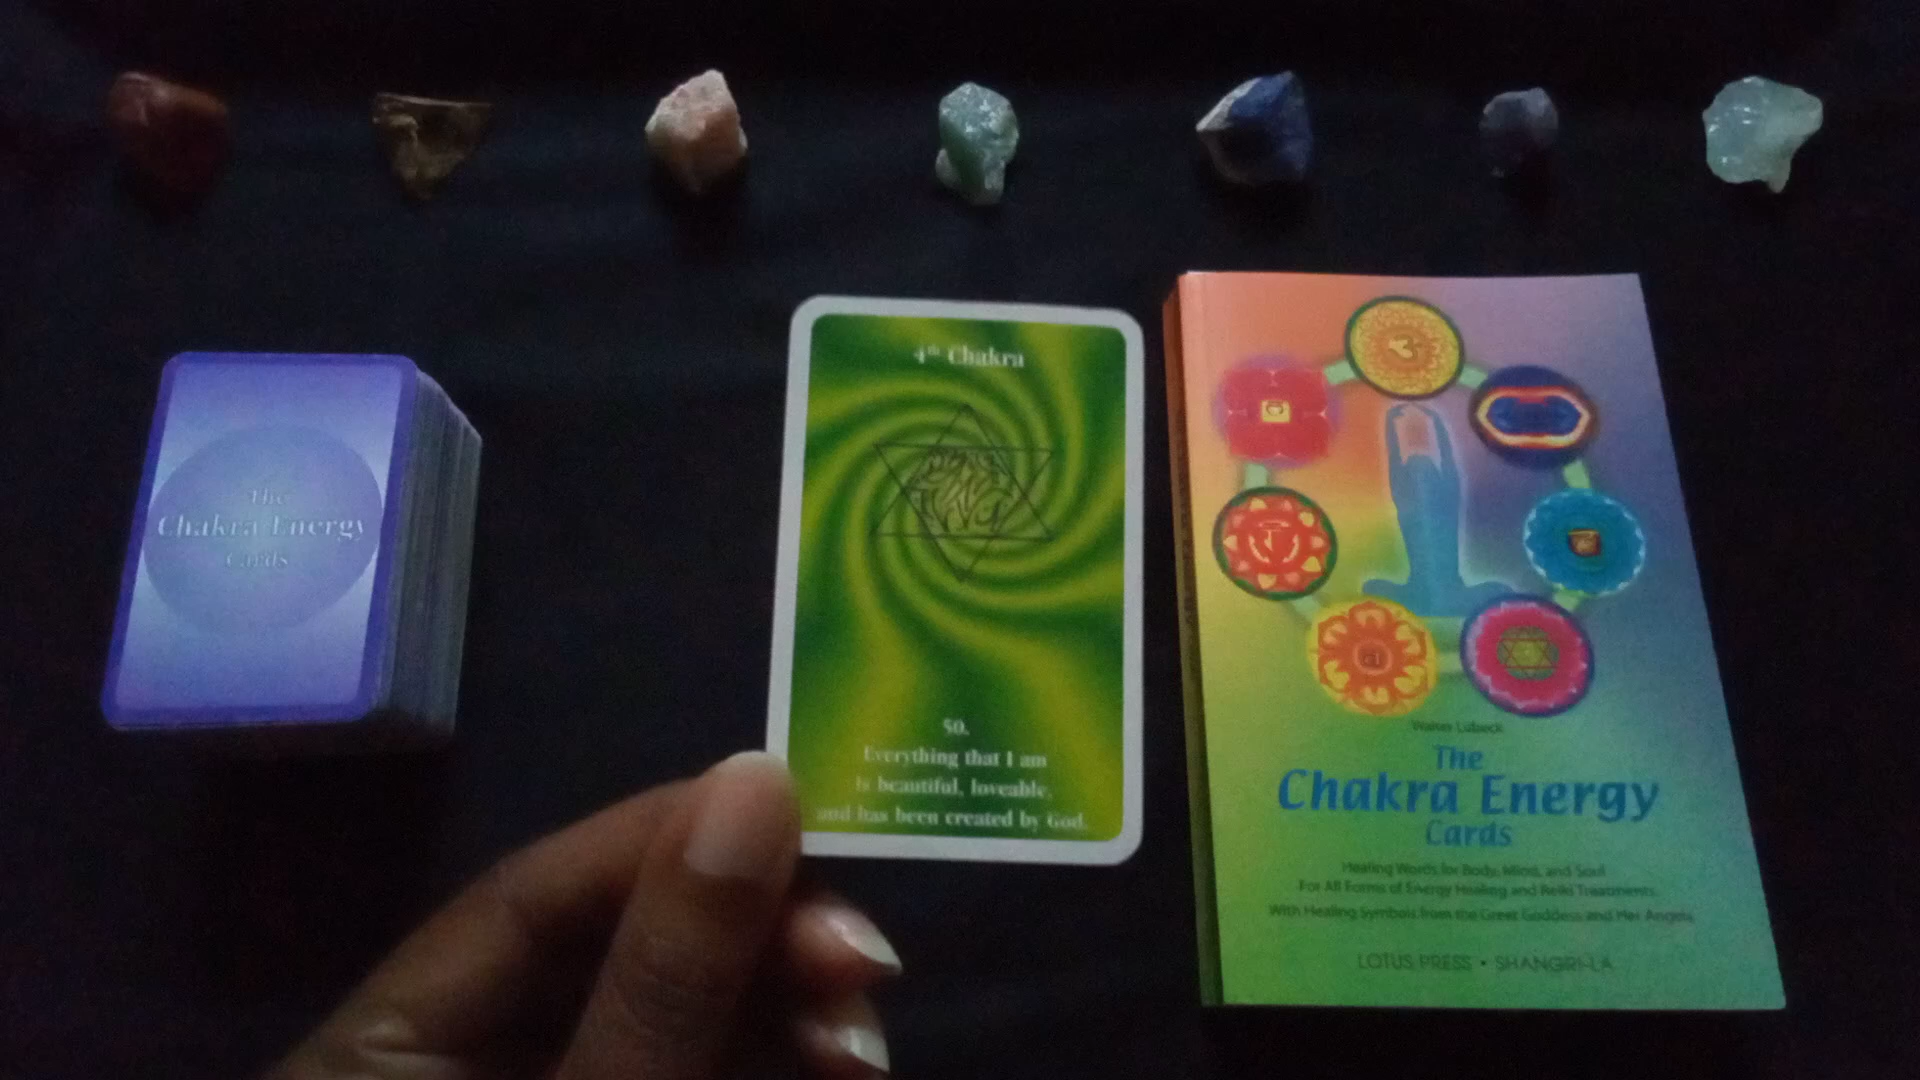 The
Chakra Energy
Cards
4th Chakra
50.
Everything that I am
is beautiful, loveable,
and has been created by God.
Walter Lübeck
The
Chakra Energy
Cards
Healing Words for Body, Mind, and Soul
For All Forms of Energy Healing and Reiki Treatments
With Healing Symbols from the Great Goddess and Her Angels
LOTUS PRESS • SHANGRI-LA